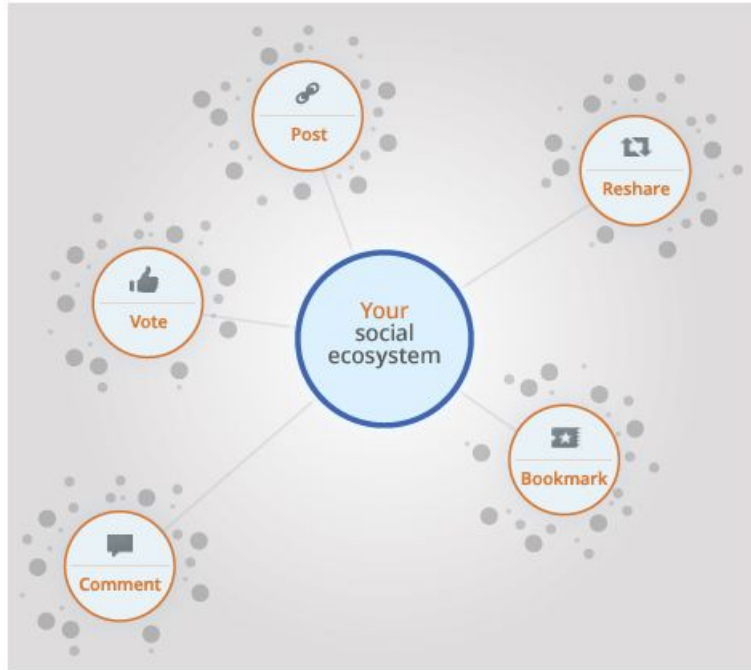 Post
Reshare
Vote
Your
social
ecosystem
Bookmark
Comment